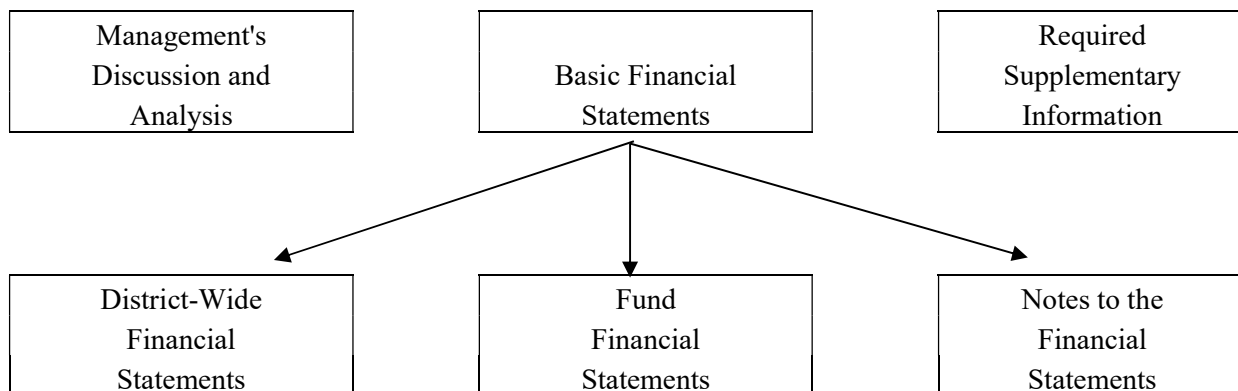 Management's
Discussion and
Analysis
Basic Financial
Statements
Required
Supplementary
Information
District-Wide
Financial
Statements
Fund
Financial
Statements
Notes to the
Financial
Statements